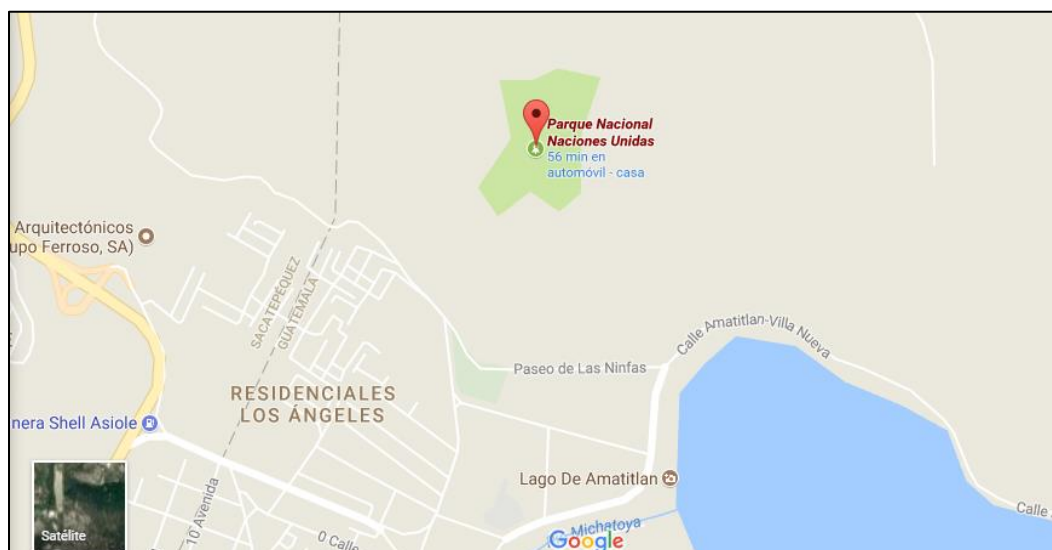 Parque Nacional
Naciones Unidas
56 min en
automóvil - casa
Arquitectónicos
upo Ferroso, SA)
SACATEPÉQUEZ
GUATEMALA
Calle Amatitlan-Villa Nueva
Paseo de Las Ninfas
RESIDENCIALES
LOS ÁNGELES
nera Shell Asiole
Lago De Amatitlan
Calle
10 Avenida
0 Calle
Michatoya
Satélite
Google